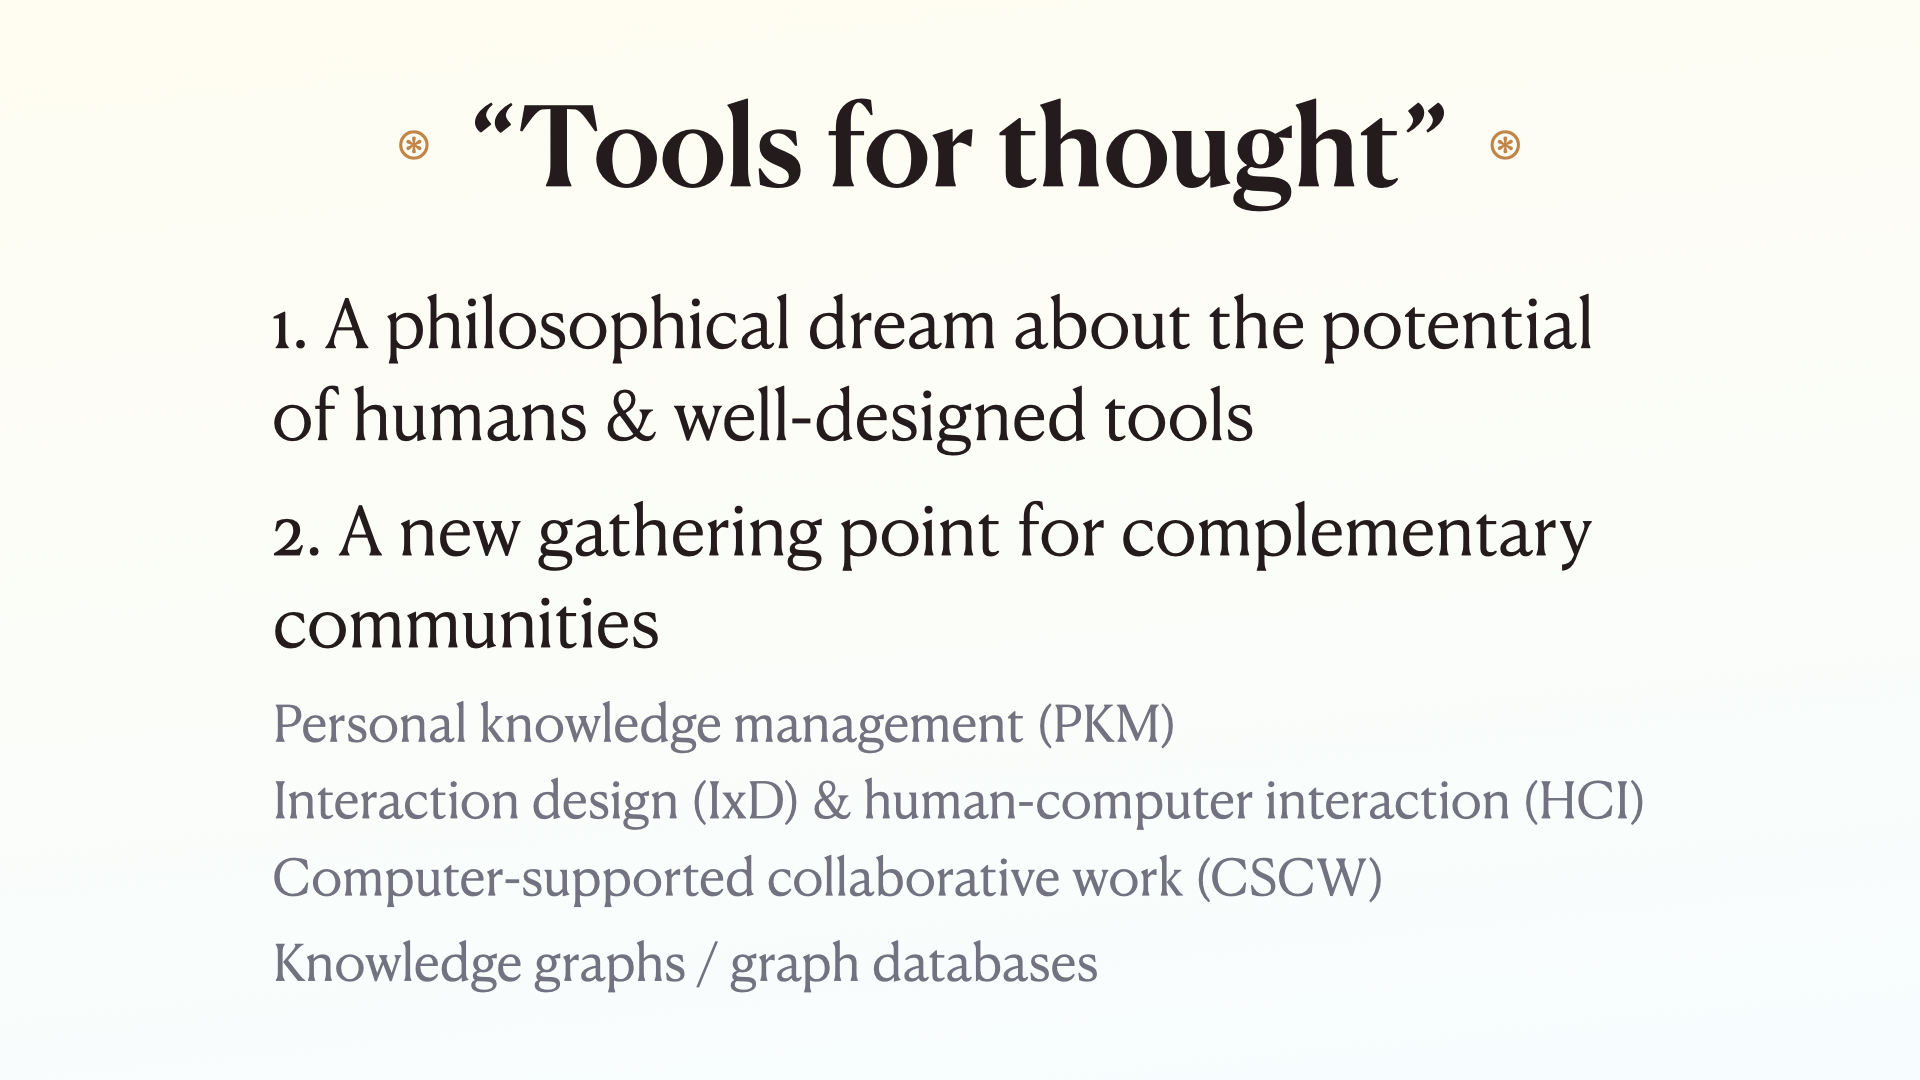 “Tools for thought”
1. A philosophical dream about the potential
of humans & well-designed tools
2. A new gathering point for complementary
communities
Personal knowledge management (PKM)
Interaction design (IxD) & human-computer interaction (HCI)
Computer-supported collaborative work (CSCW)
Knowledge graphs / graph databases